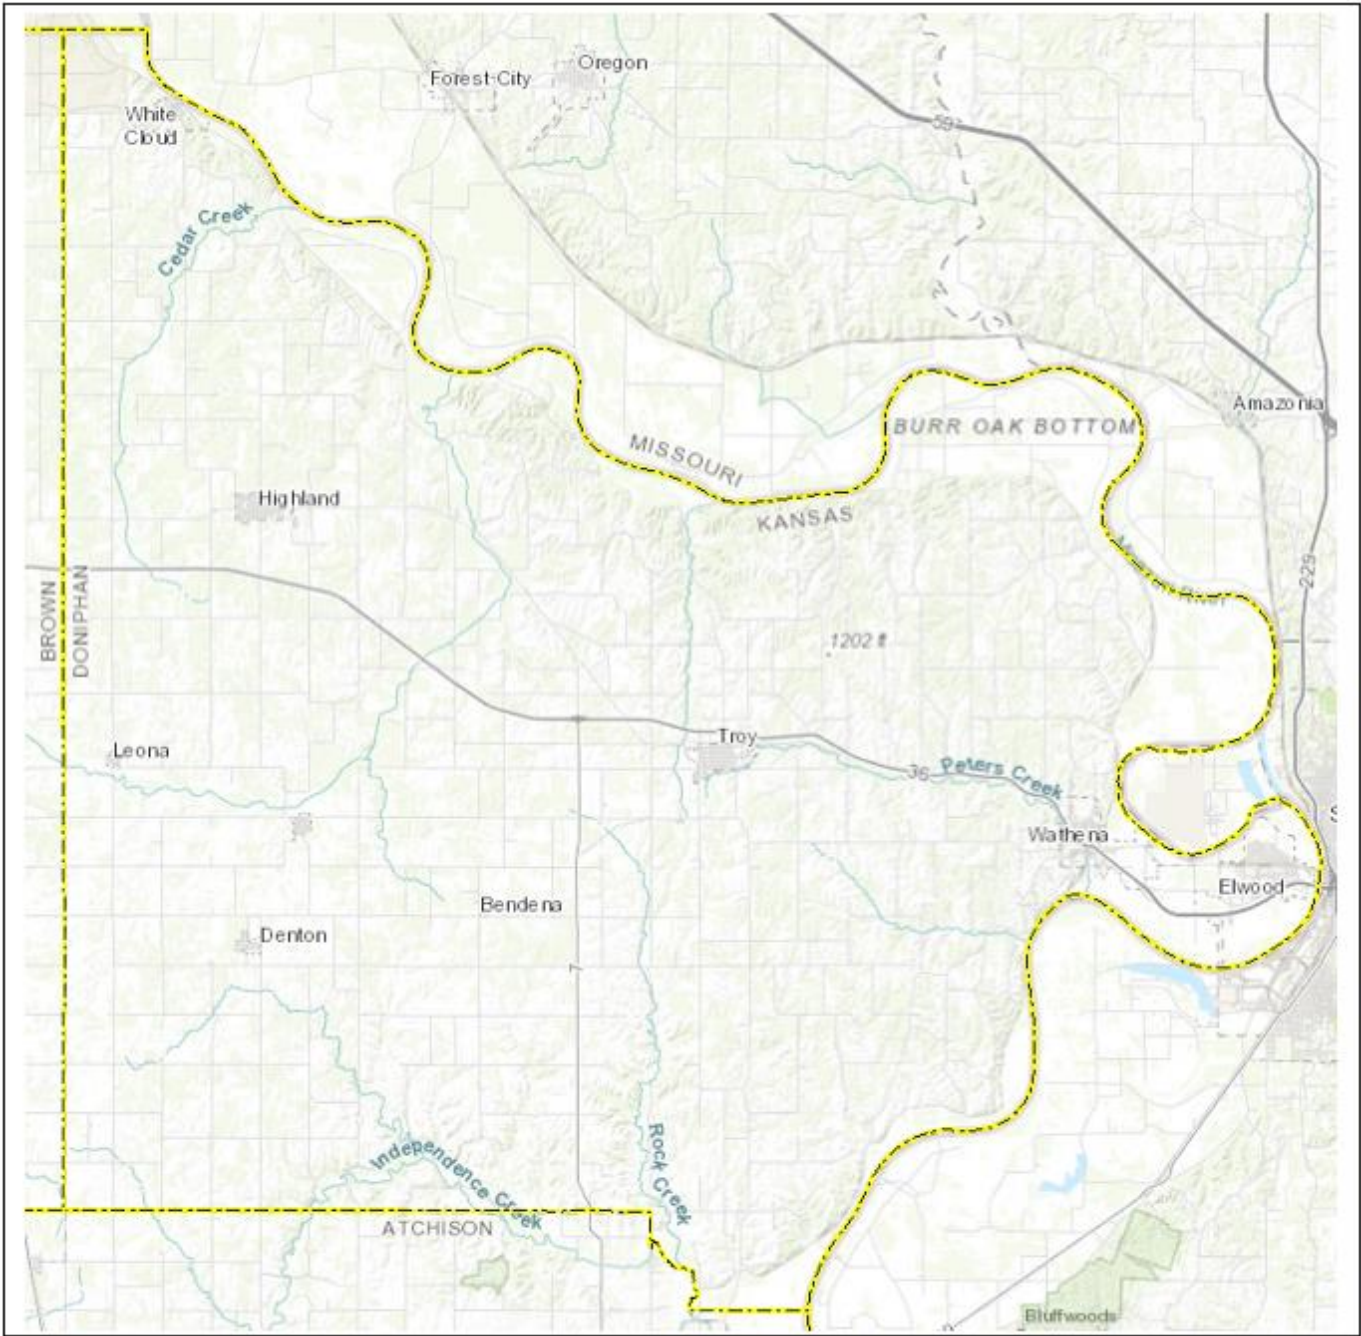 Oregon
Forest City
White
Cloud
59
Cedar Creek
Amazonia
BURR OAK BOTTOM
MISSOURI
KANSAS
Highland
229
BROWN
DONIPHAN
1202 ft
Troy
Leona
36
Peters Creek
Wathena
Elwood
Bendena
Denton
7
Rock Creek
Independence Creek
ATCHISON
Bluffwoods